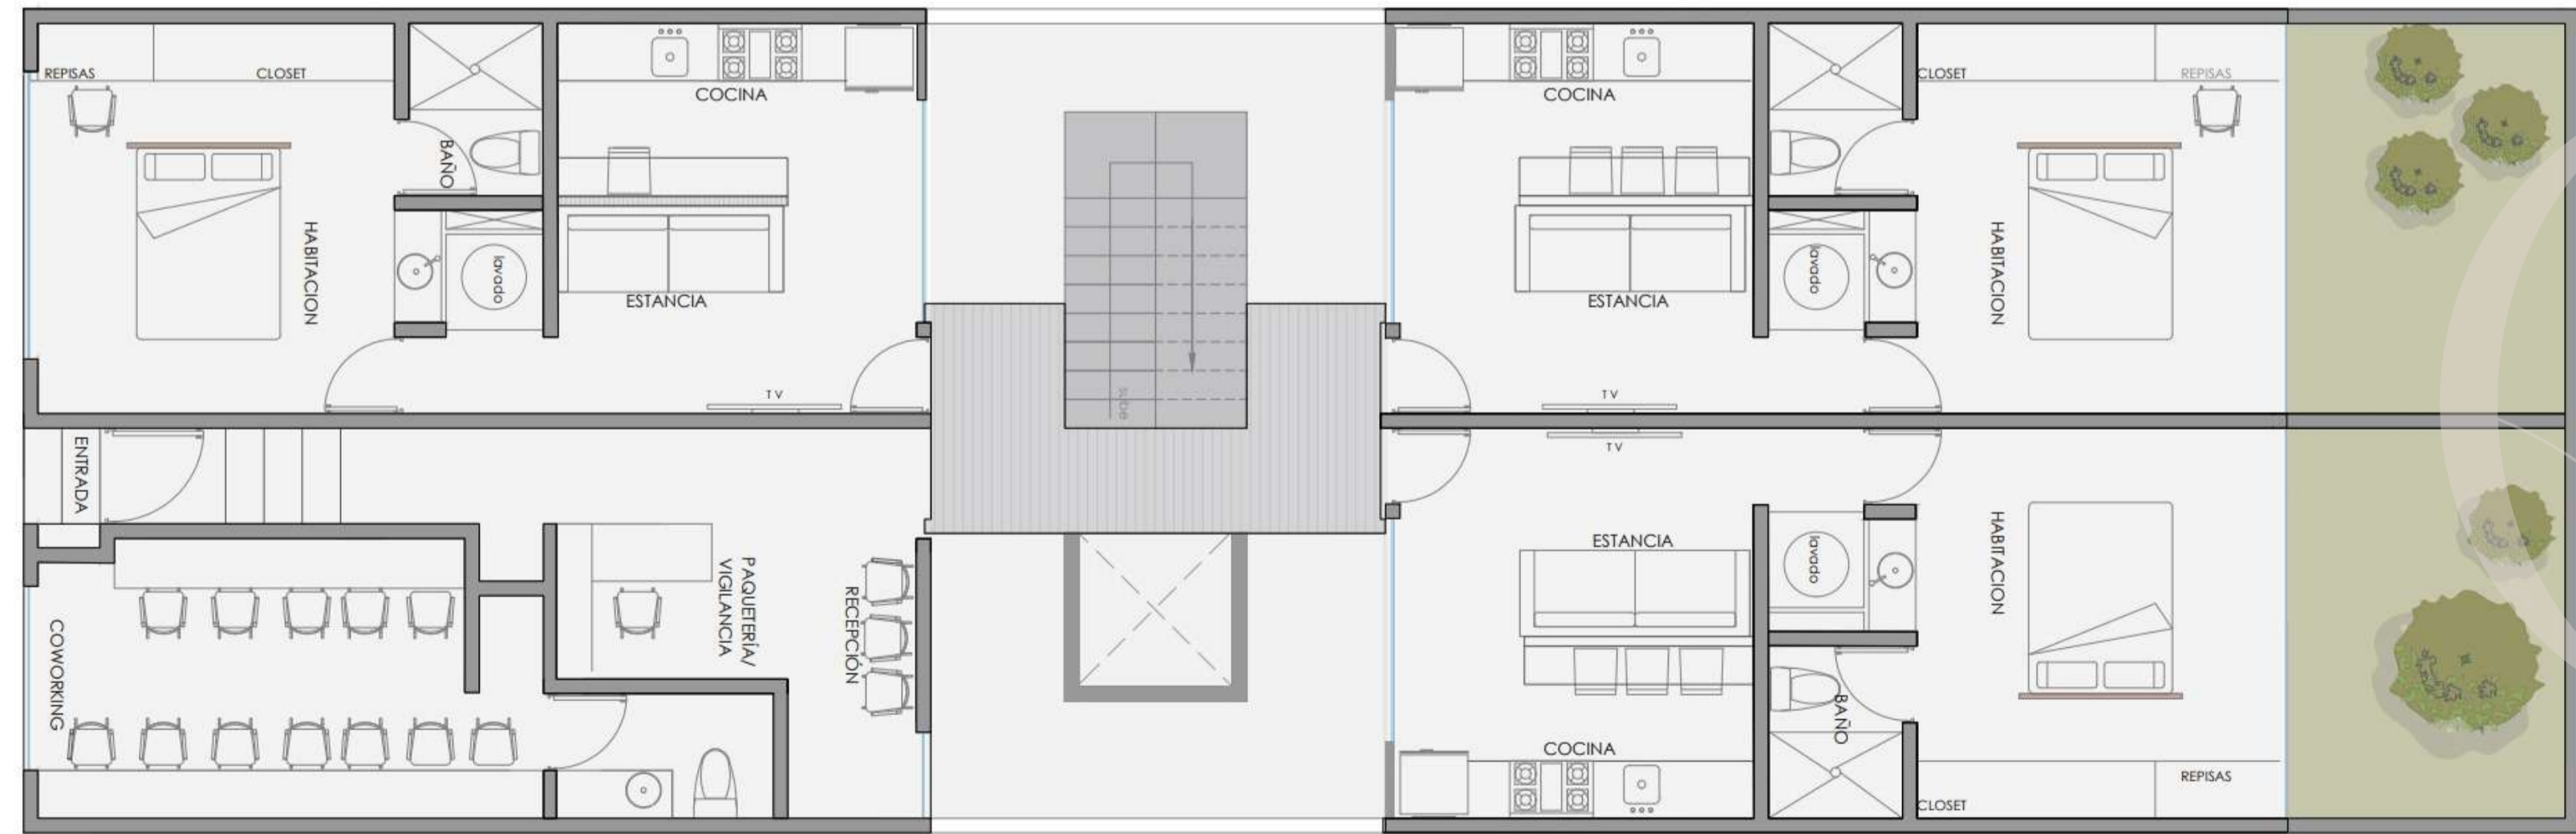 REPISAS
CLOSET
BAÑO
HABITACION
lavado
COCINA
ESTANCIA
TV
sube
COCINA
ESTANCIA
TV
lavado
CLOSET
REPISAS
HABITACION
ENTRADA
COWORKING
PAQUETERÍA/
VIGILANCIA
RECEPCIÓN
TV
ESTANCIA
COCINA
lavado
BAÑO
HABITACION
CLOSET
REPISAS